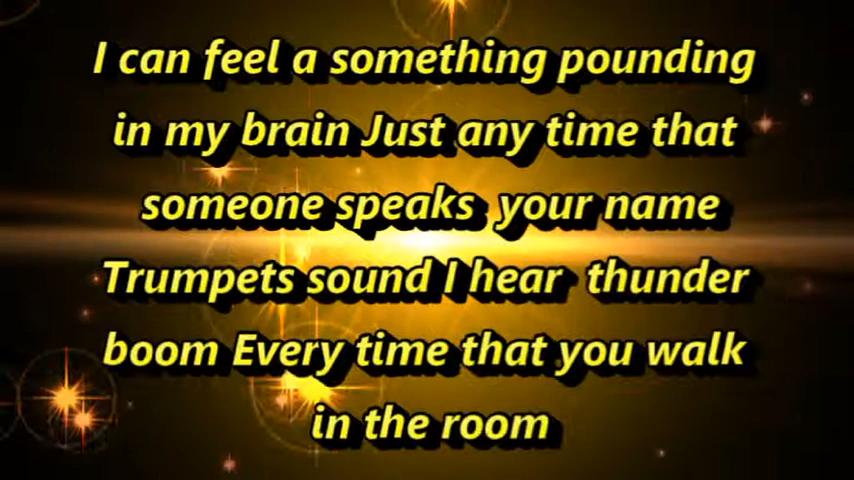 I can feel a something pounding
in my brain Just any time that
someone speaks your name
Trumpets sound I hear thunder
boom Every time that you walk
in the room